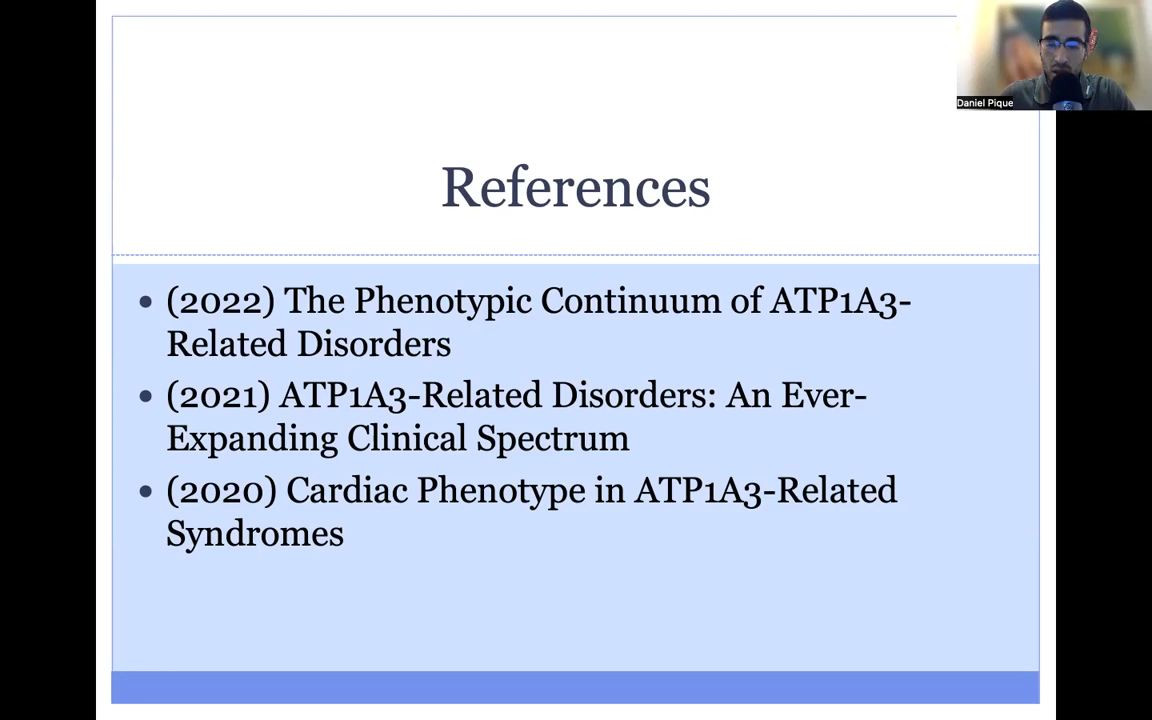 Daniel Pique
References
• (2022) The Phenotypic Continuum of ATP1A3-
Related Disorders
• (2021) ATP1A3-Related Disorders: An Ever-
Expanding Clinical Spectrum
• (2020) Cardiac Phenotype in ATP1A3-Related
Syndromes